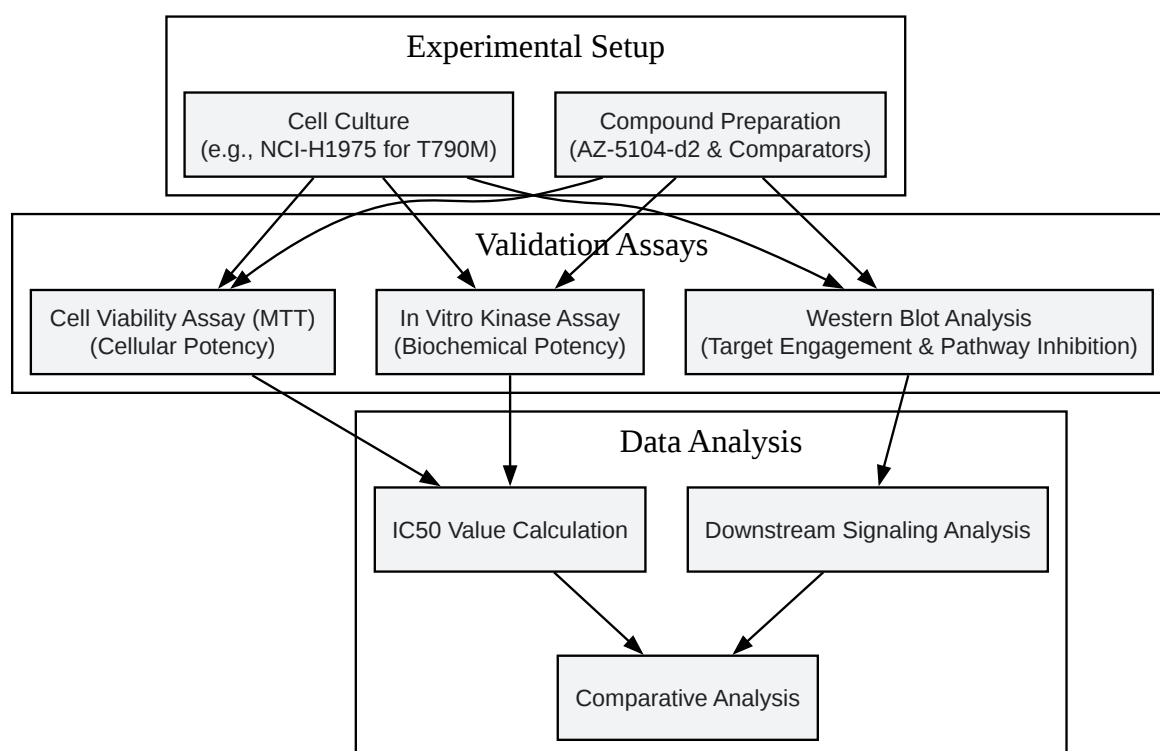 Experimental Setup
Cell Culture
(e.g., NCI-H1975 for T790M)
Compound Preparation
(AZ-5104-d2 & Comparators)
Validation Assays
Cell Viability Assay (MTT)
(Cellular Potency)
In Vitro Kinase Assay
(Biochemical Potency)
Western Blot Analysis
(Target Engagement & Pathway Inhibition)
Data Analysis
IC50 Value Calculation
Downstream Signaling Analysis
Comparative Analysis